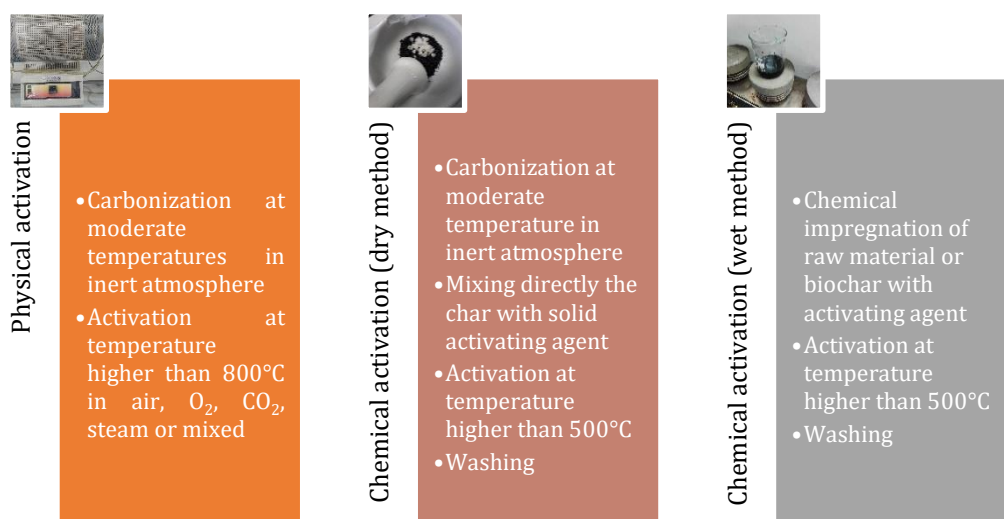 Physical activation
•Carbonization at
moderate
temperatures in
inert atmosphere
•Activation at
temperature
higher than 800°C
in air, O₂, CO₂,
steam or mixed
Chemical activation (dry method)
•Carbonization at
moderate
temperature in
inert atmosphere
•Mixing directly the
char with solid
activating agent
•Activation at
temperature
higher than 500°C
•Washing
Chemical activation (wet method)
•Chemical
impregnation of
raw material or
biochar with
activating agent
•Activation at
temperature
higher than 500°C
•Washing